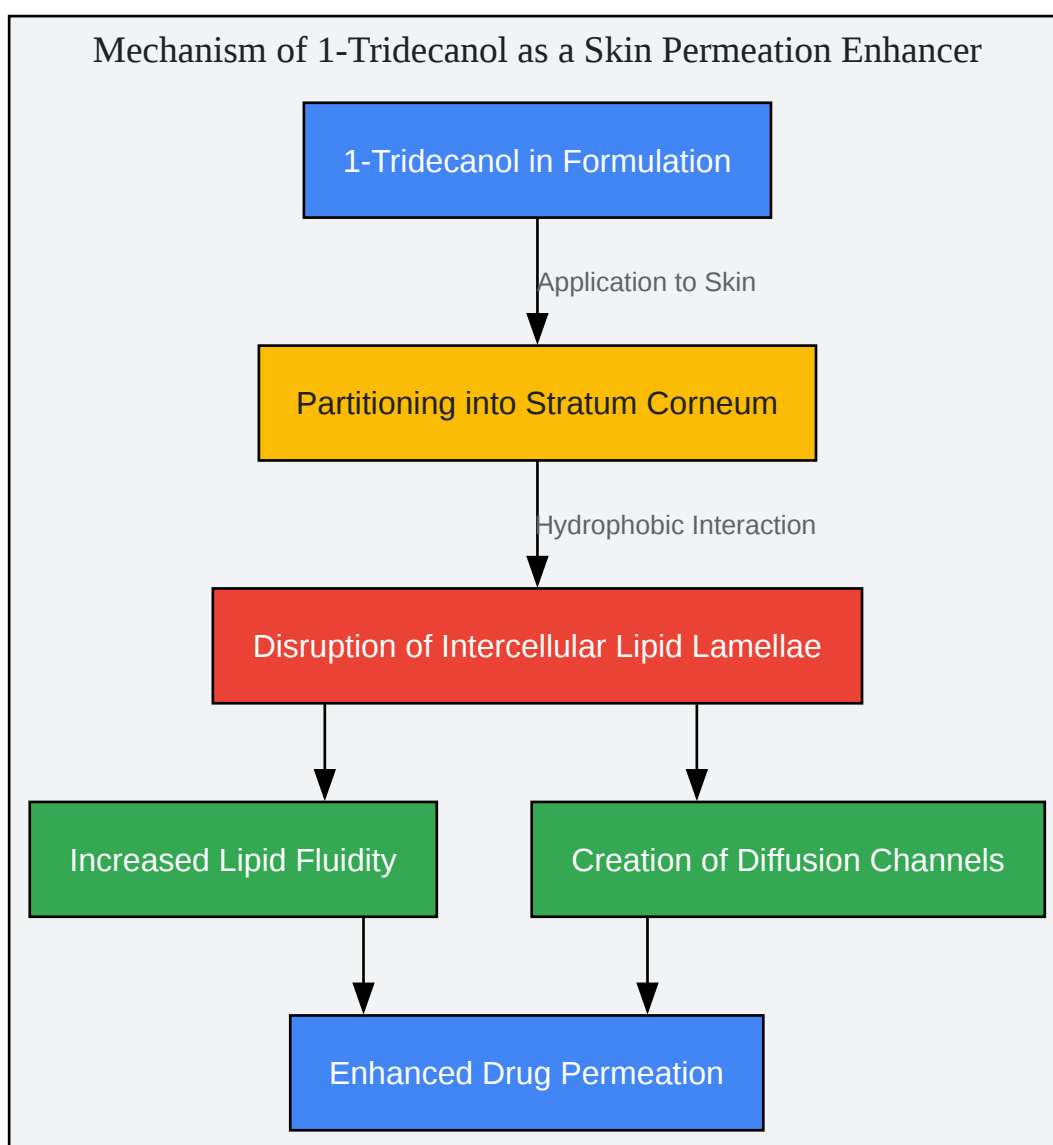 Mechanism of 1-Tridecanol as a Skin Permeation Enhancer
1-Tridecanol in Formulation
Application to Skin
Partitioning into Stratum Corneum
Hydrophobic Interaction
Disruption of Intercellular Lipid Lamellae
Increased Lipid Fluidity
Creation of Diffusion Channels
Enhanced Drug Permeation